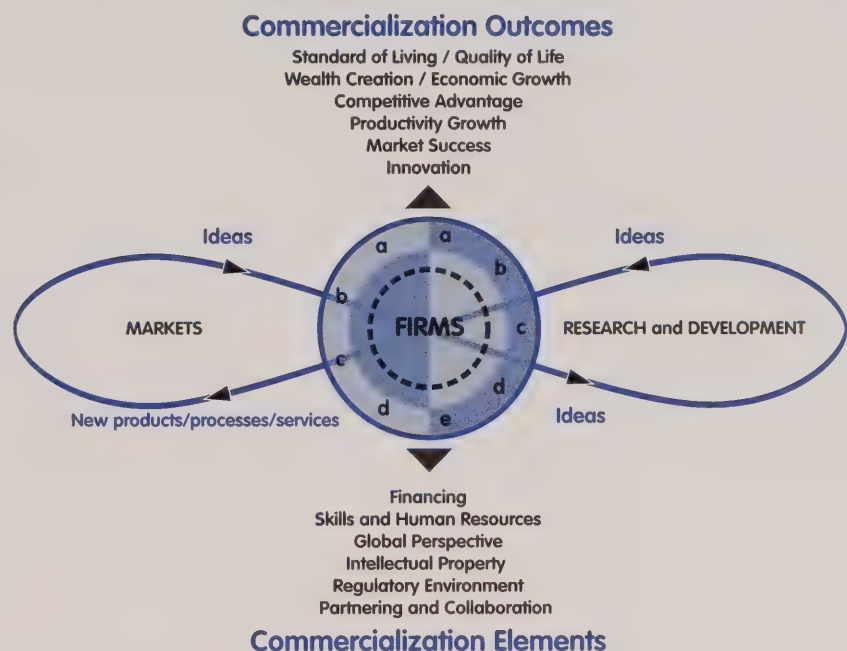 Commercialization Outcomes
Standard of Living / Quality of Life
Wealth Creation / Economic Growth
Competitive Advantage
Productivity Growth
Market Success
Innovation
Ideas
a
a
Ideas
b
b
MARKETS
FIRMS
c
RESEARCH and DEVELOPMENT
c
d
d
e
New products/processes/services
Ideas
Financing
Skills and Human Resources
Global Perspective
Intellectual Property
Regulatory Environment
Partnering and Collaboration
Commercialization Elements